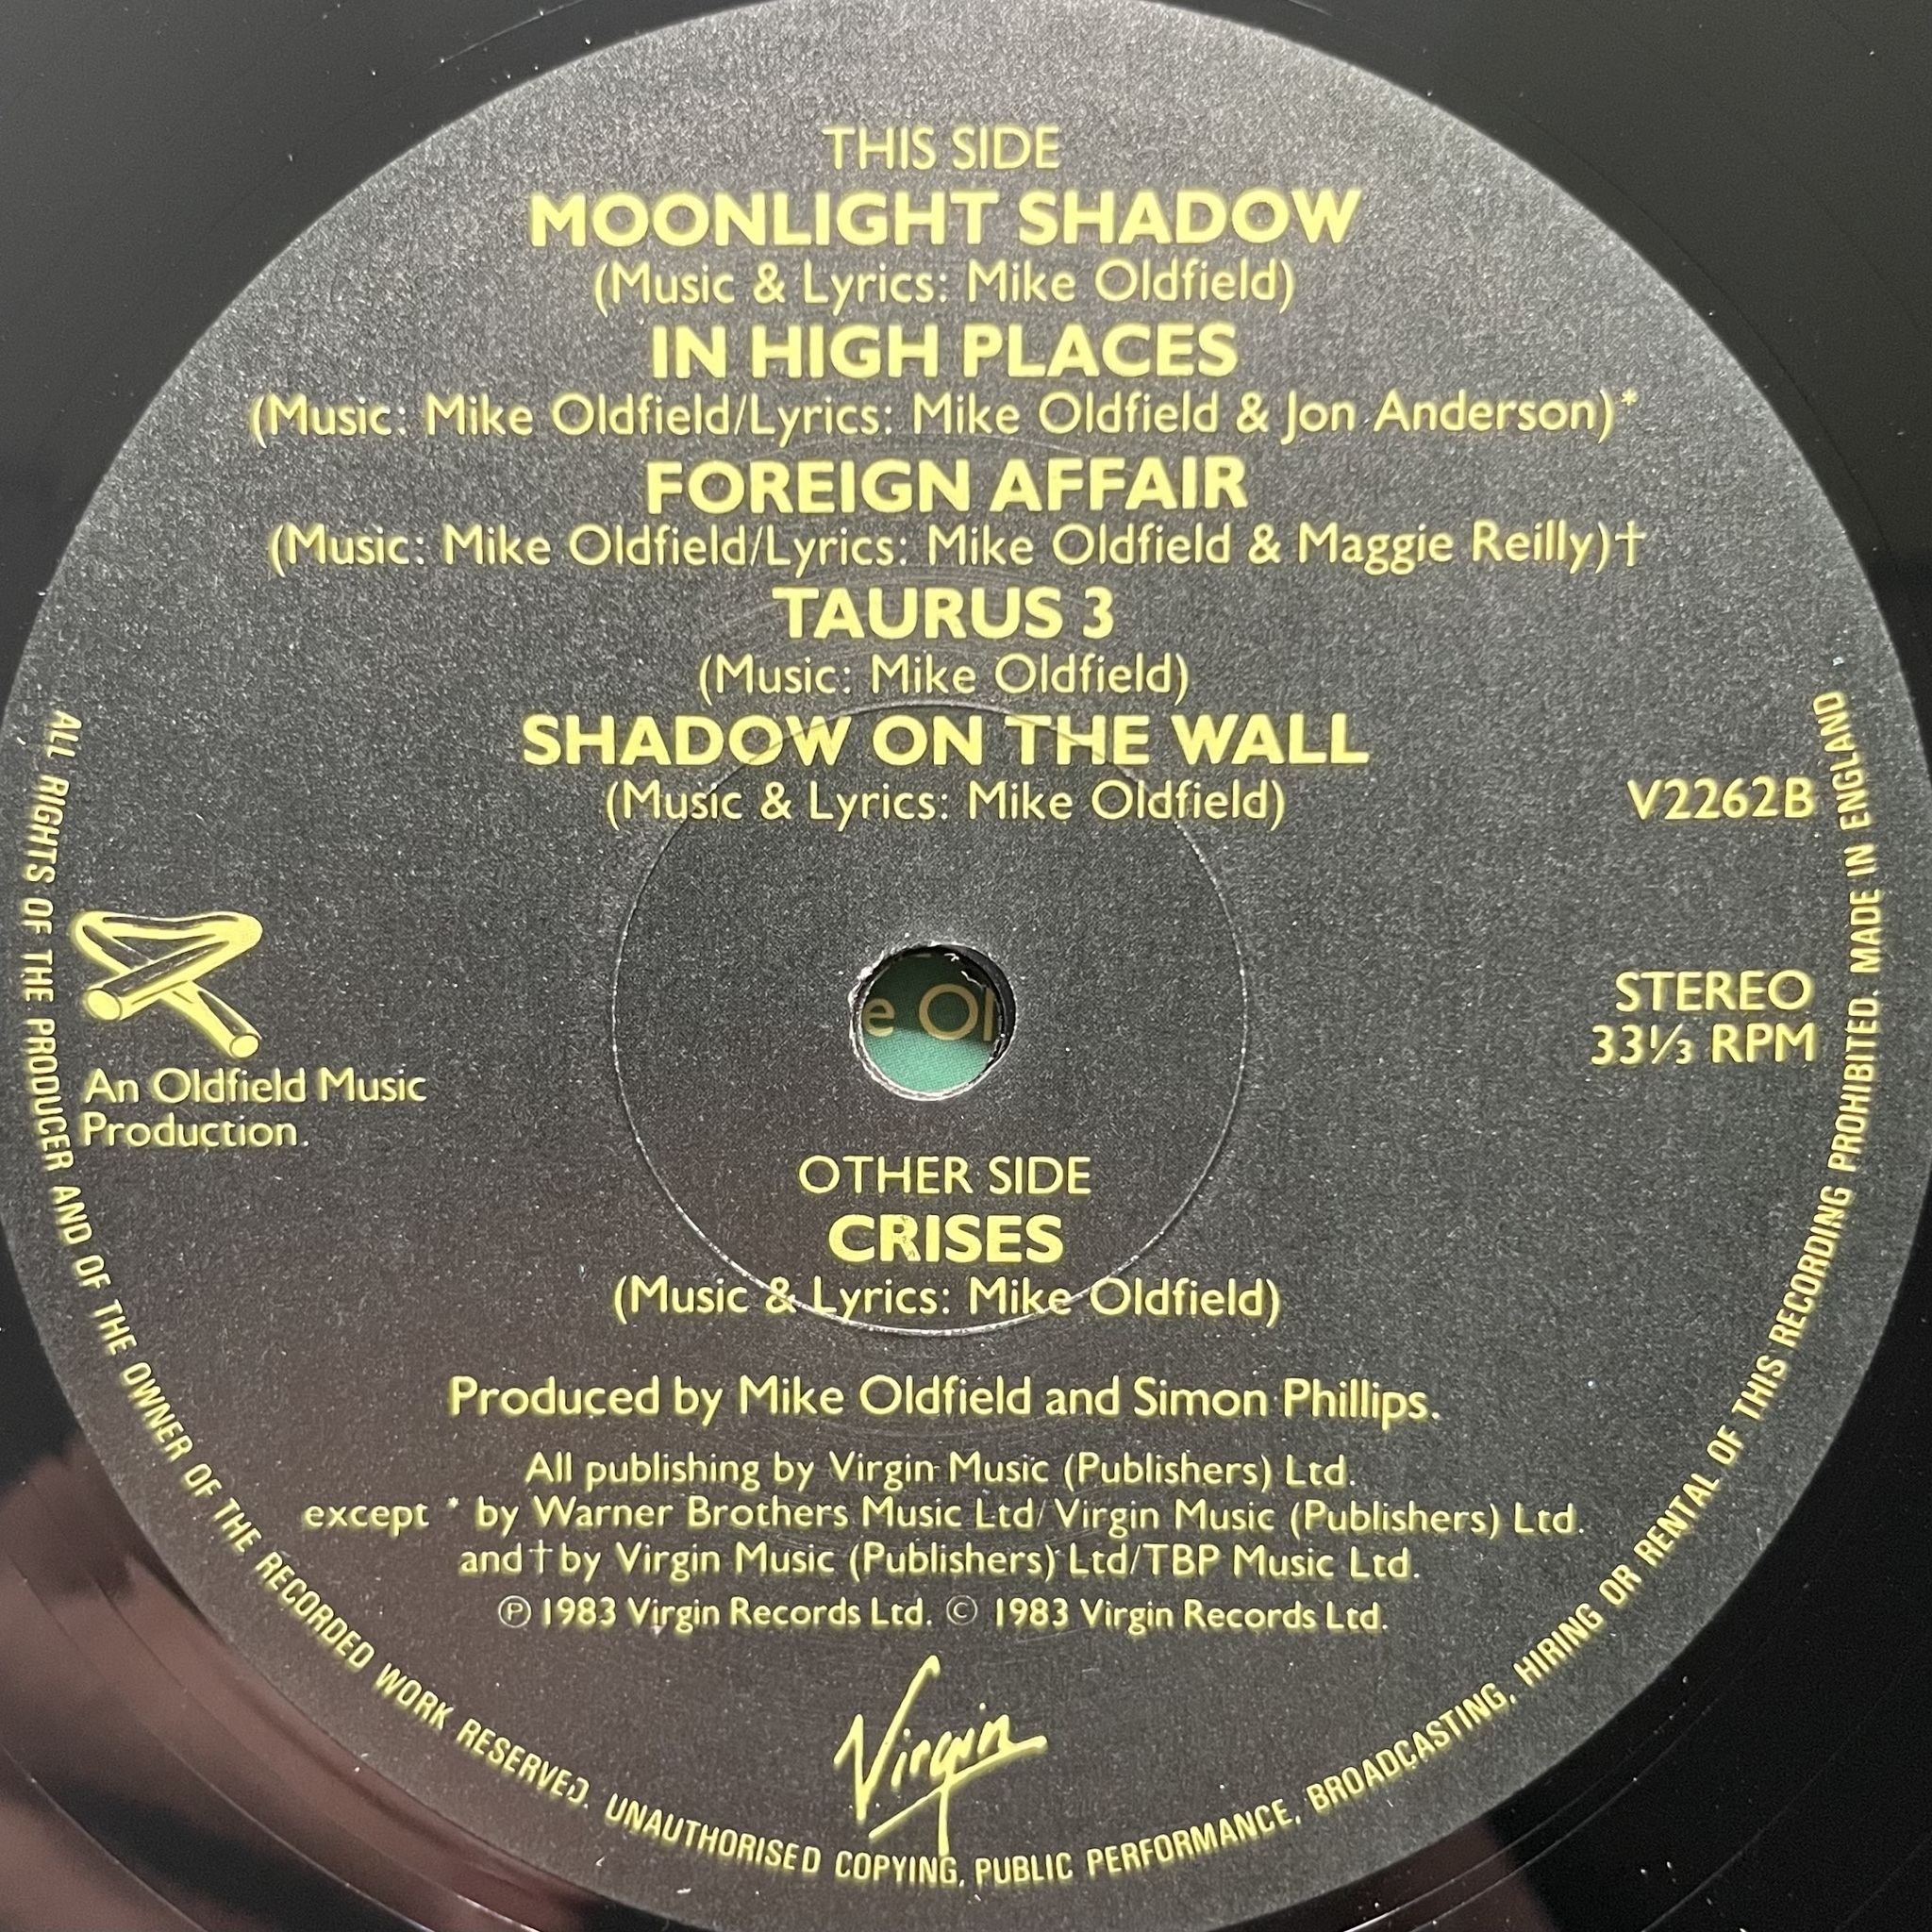 THIS SIDE
MOONLIGHT SHADOW
(Music & Lyrics: Mike Oldfield)
IN HIGH PLACES
(Music: Mike Oldfield/Lyrics: Mike Oldfield & Jon Anderson)*
FOREIGN AFFAIR
(Music: Mike Oldfield/Lyrics: Mike Oldfield & Maggie Reilly)†
TAURUS 3
(Music: Mike Oldfield)
SHADOW ON THE WALL
(Music & Lyrics: Mike Oldfield)
V2262B
STEREO
33⅓ RPM
e Ol
An Oldfield Music
Production.
OTHER SIDE
CRISES
(Music & Lyrics: Mike Oldfield)
Produced by Mike Oldfield and Simon Phillips.
All publishing by Virgin Music (Publishers) Ltd.
except * by Warner Brothers Music Ltd/Virgin Music (Publishers) Ltd.
and † by Virgin Music (Publishers) Ltd/TBP Music Ltd.
℗ 1983 Virgin Records Ltd. © 1983 Virgin Records Ltd.
Virgin
ALL RIGHTS OF THE PRODUCER AND OF THE OWNER OF THE RECORDED WORK RESERVED. UNAUTHORISED COPYING, PUBLIC PERFORMANCE, BROADCASTING, HIRING OR RENTAL OF THIS RECORDING PROHIBITED. MADE IN ENGLAND